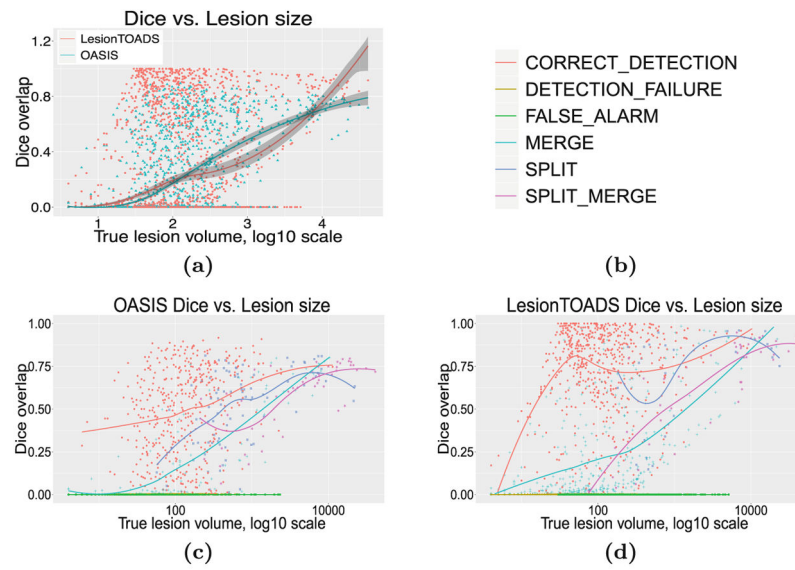 Dice vs. Lesion size
LesionTOADS
OASIS
1.2
0.8
0.4
0.0
Dice overlap
1 2 3 4
True lesion volume, log10 scale
(a)
CORRECT_DETECTION
DETECTION_FAILURE
FALSE_ALARM
MERGE
SPLIT
SPLIT_MERGE
(b)
OASIS Dice vs. Lesion size
1.00
0.75
0.50
0.25
0.00
Dice overlap
100 10000
True lesion volume, log10 scale
(c)
LesionTOADS Dice vs. Lesion size
1.00
0.75
0.50
0.25
0.00
Dice overlap
100 10000
True lesion volume, log10 scale
(d)